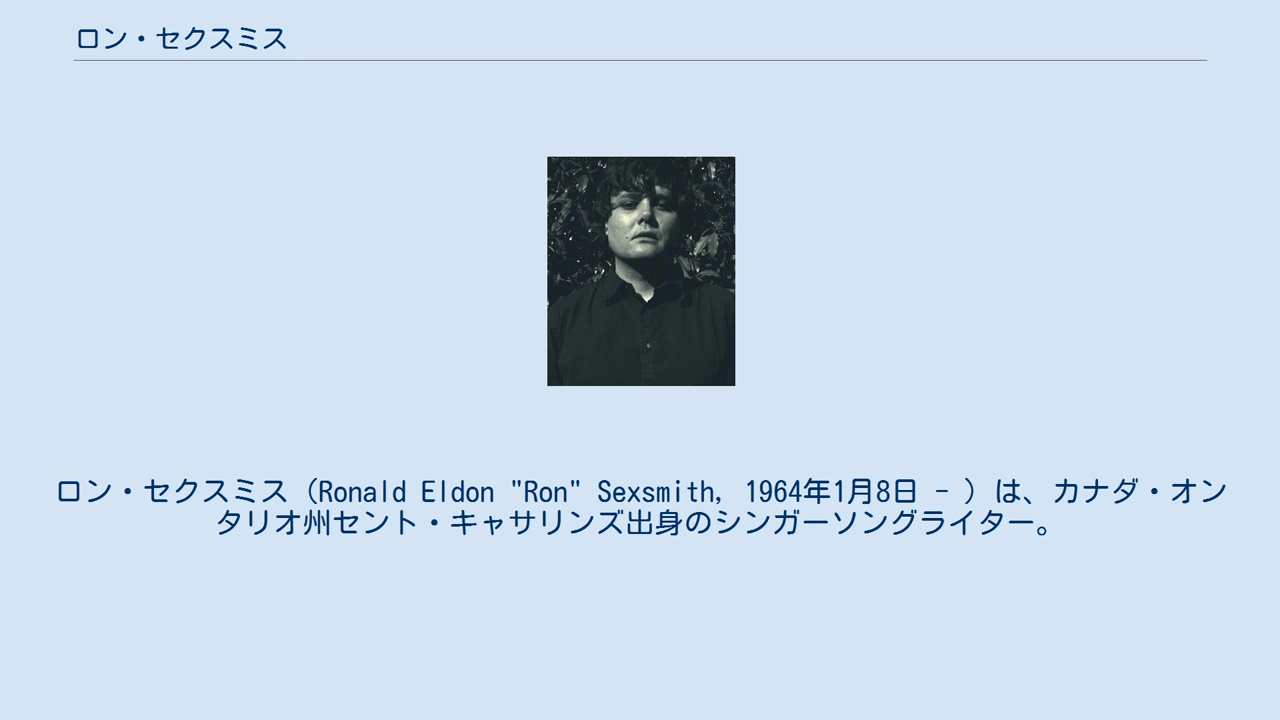 ロン・セクスミス
ロン・セクスミス（Ronald Eldon "Ron" Sexsmith, 1964年1月8日 - ）は、カナダ・オン
タリオ州セント・キャサリンズ出身のシンガーソングライター。